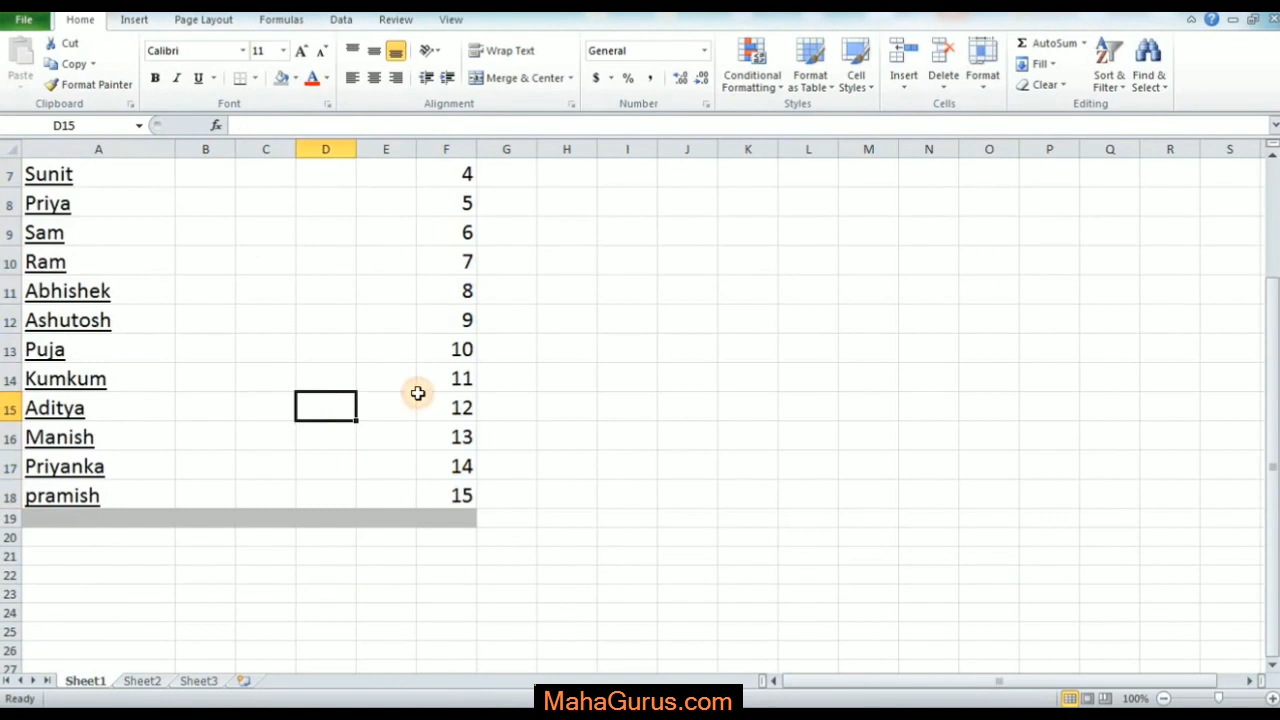 File Home Insert Page Layout Formulas Data Review View
Paste Cut Copy Format Painter Clipboard
Calibri 11 B I U Font
Wrap Text Merge & Center Alignment
General $ % , Number
Conditional Formatting Format as Table Cell Styles Styles
Insert Delete Format Cells
Σ AutoSum Fill Clear Sort & Filter Find & Select Editing
D15 fx
A B C D E F G H I J K L M N O P Q R S
7 Sunit 4
8 Priya 5
9 Sam 6
10 Ram 7
11 Abhishek 8
12 Ashutosh 9
13 Puja 10
14 Kumkum 11
15 Aditya 12
16 Manish 13
17 Priyanka 14
18 pramish 15
19
20
21
22
23
24
25
26
27
Sheet1 Sheet2 Sheet3
Ready 100%
MahaGurus.com